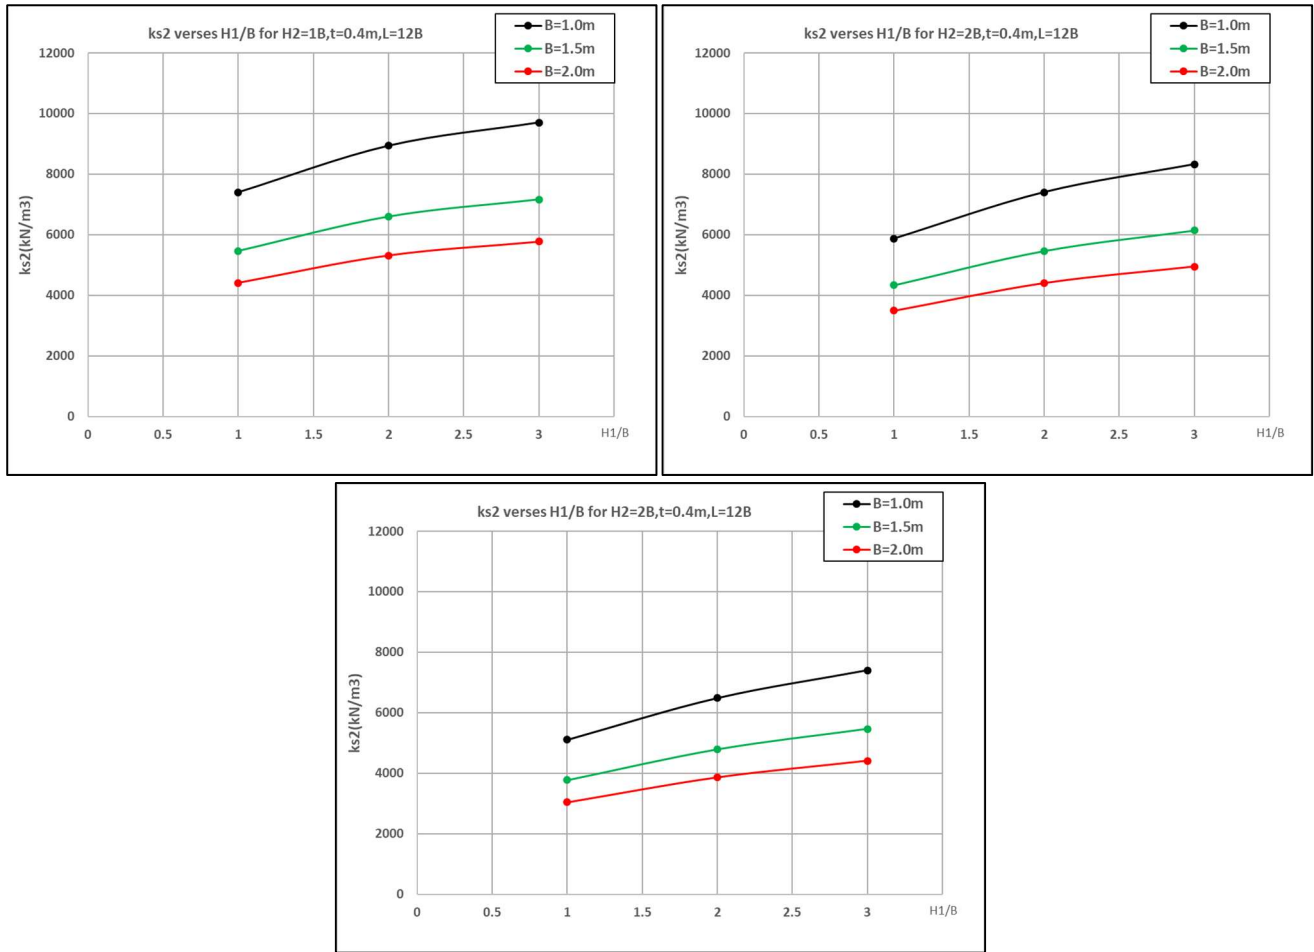 ks2 verses H1/B for H2=1B,t=0.4m,L=12B
B=1.0m
B=1.5m
B=2.0m
12000
10000
8000
6000
4000
2000
0
ks2(kN/m3)
0 0.5 1 1.5 2 2.5 3 H1/B
ks2 verses H1/B for H2=2B,t=0.4m,L=12B
B=1.0m
B=1.5m
B=2.0m
12000
10000
8000
6000
4000
2000
0
ks2(kN/m3)
0 0.5 1 1.5 2 2.5 3 H1/B
ks2 verses H1/B for H2=2B,t=0.4m,L=12B
B=1.0m
B=1.5m
B=2.0m
12000
10000
8000
6000
4000
2000
0
ks2(kN/m3)
0 0.5 1 1.5 2 2.5 3 H1/B